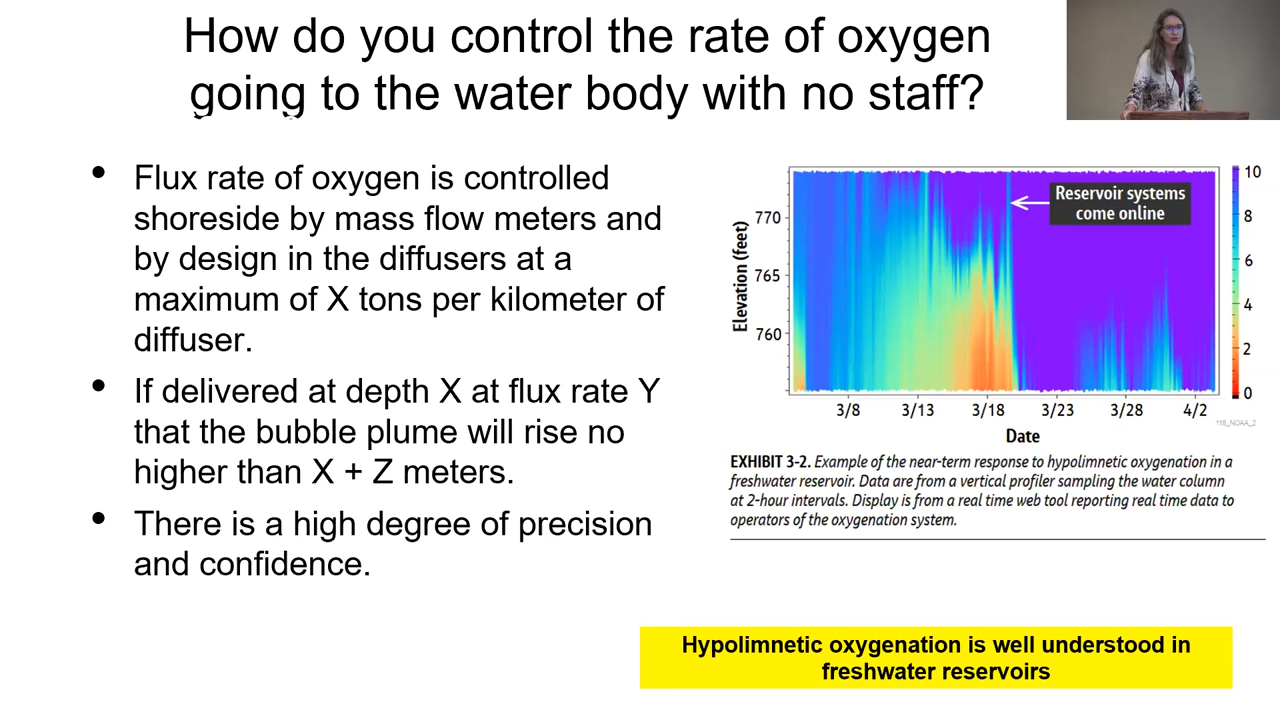 How do you control the rate of oxygen
going to the water body with no staff?
• Flux rate of oxygen is controlled
shoreside by mass flow meters and
by design in the diffusers at a
maximum of X tons per kilometer of
diffuser.
• If delivered at depth X at flux rate Y
that the bubble plume will rise no
higher than X + Z meters.
• There is a high degree of precision
and confidence.
Reservoir systems
come online
Elevation (feet)
770
765
760
3/8 3/13 3/18 3/23 3/28 4/2
Date
10
8
6
4
2
0
118_NOAA_2
EXHIBIT 3-2. Example of the near-term response to hypolimnetic oxygenation in a
freshwater reservoir. Data are from a vertical profiler sampling the water column
at 2-hour intervals. Display is from a real time web tool reporting real time data to
operators of the oxygenation system.
Hypolimnetic oxygenation is well understood in
freshwater reservoirs